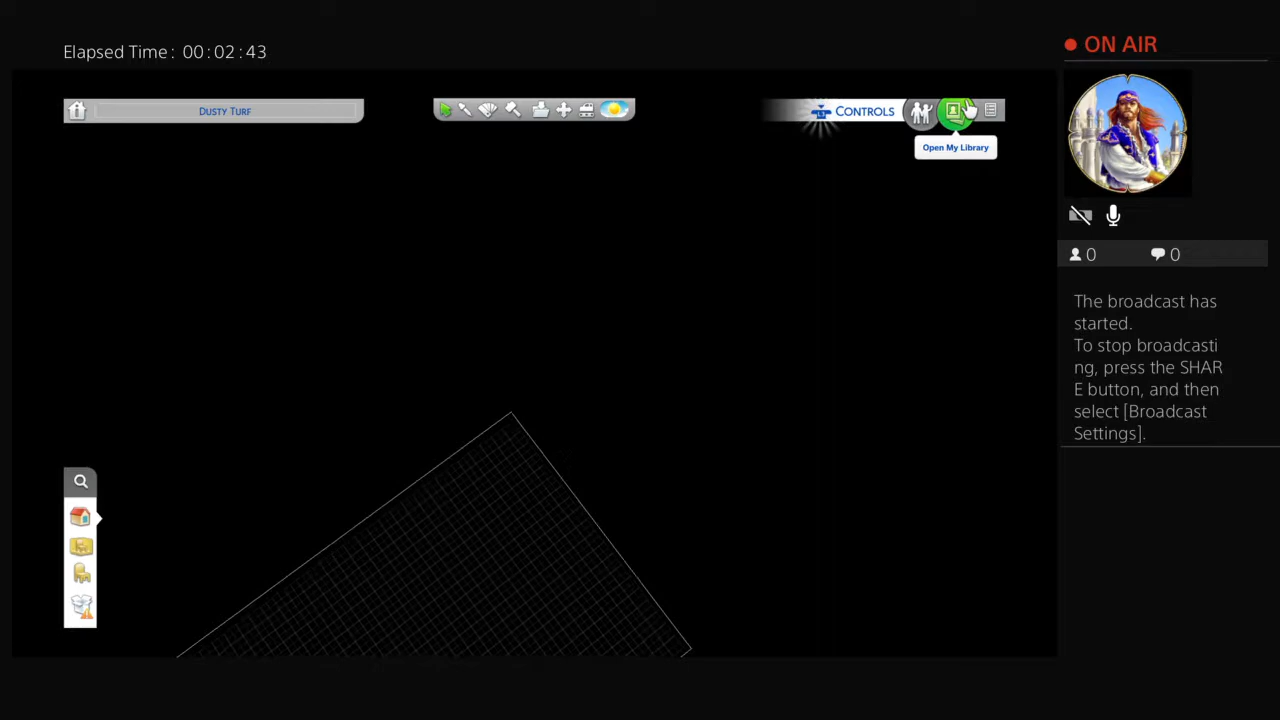 Elapsed Time: 00:02:43
ON AIR
DUSTY TURF
L3 CONTROLS
Open My Library
0 0
The broadcast has
started.
To stop broadcasti
ng, press the SHAR
E button, and then
select [Broadcast
Settings].